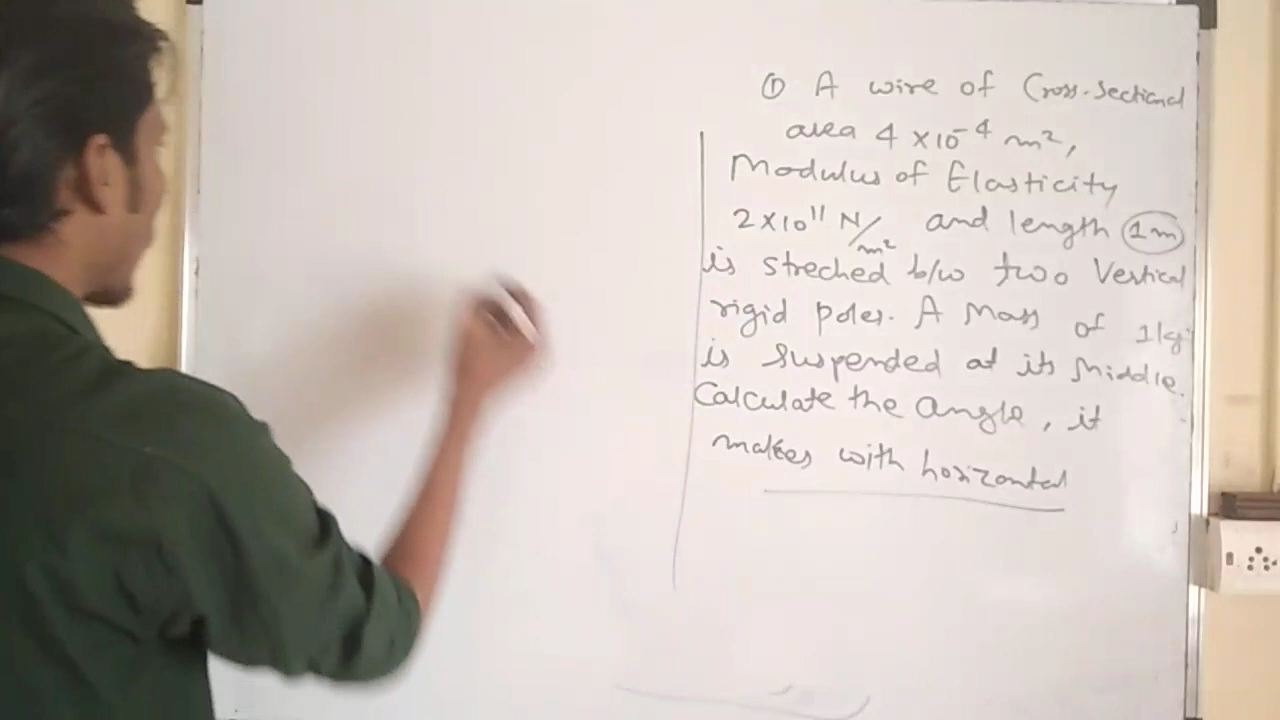 ① A wire of Cross-Sectional
area 4 × 10⁻⁴ m²,
Modulus of Elasticity
2×10¹¹ N/m² and length 1m
is streched b/w two Vertical
rigid poles. A Mass of 1kg
is suspended at its Middle.
Calculate the angle, it
makes with horizontal